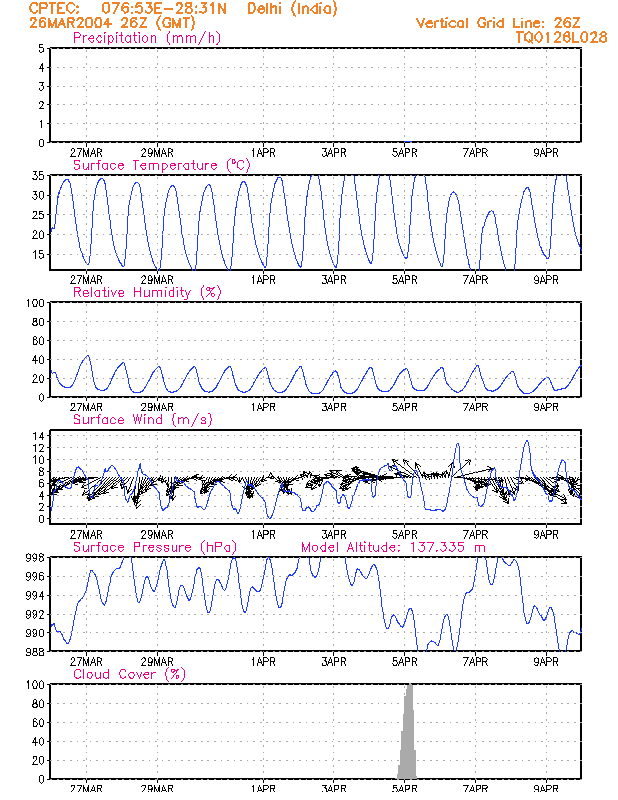 CPTEC: 076:53E-28:31N Delhi (India)
26MAR2004 26Z (GMT) Vertical Grid Line: 26Z
Precipitation (mm/h) TQ0126L028
5
4
3
2
1
0
27MAR 29MAR 1APR 3APR 5APR 7APR 9APR
Surface Temperature (ºC)
35
30
25
20
15
27MAR 29MAR 1APR 3APR 5APR 7APR 9APR
Relative Humidity (%)
100
80
60
40
20
0
27MAR 29MAR 1APR 3APR 5APR 7APR 9APR
Surface Wind (m/s)
14
12
10
8
6
4
2
0
27MAR 29MAR 1APR 3APR 5APR 7APR 9APR
Surface Pressure (hPa) Model Altitude: 137.335 m
998
996
994
992
990
988
27MAR 29MAR 1APR 3APR 5APR 7APR 9APR
Cloud Cover (%)
100
80
60
40
20
0
27MAR 29MAR 1APR 3APR 5APR 7APR 9APR